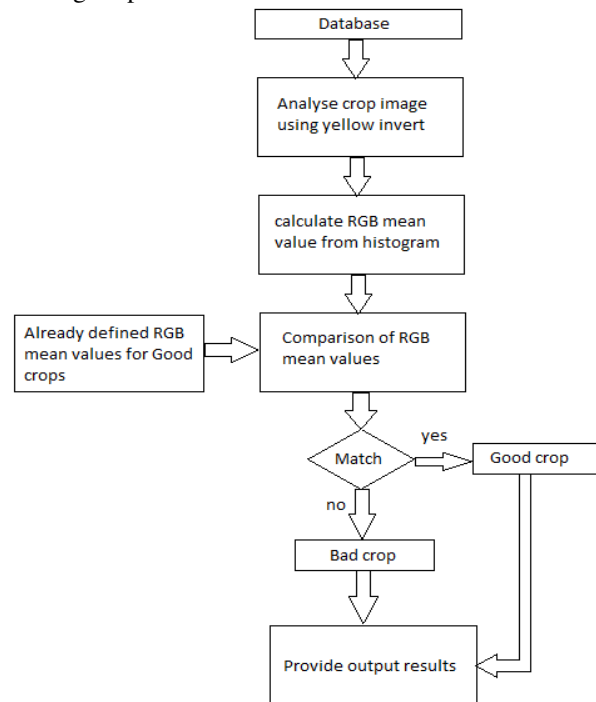 Database
Analyse crop image
using yellow invert
calculate RGB mean
value from histogram
Already defined RGB
mean values for Good
crops
Comparison of RGB
mean values
Match
yes
Good crop
no
Bad crop
Provide output results